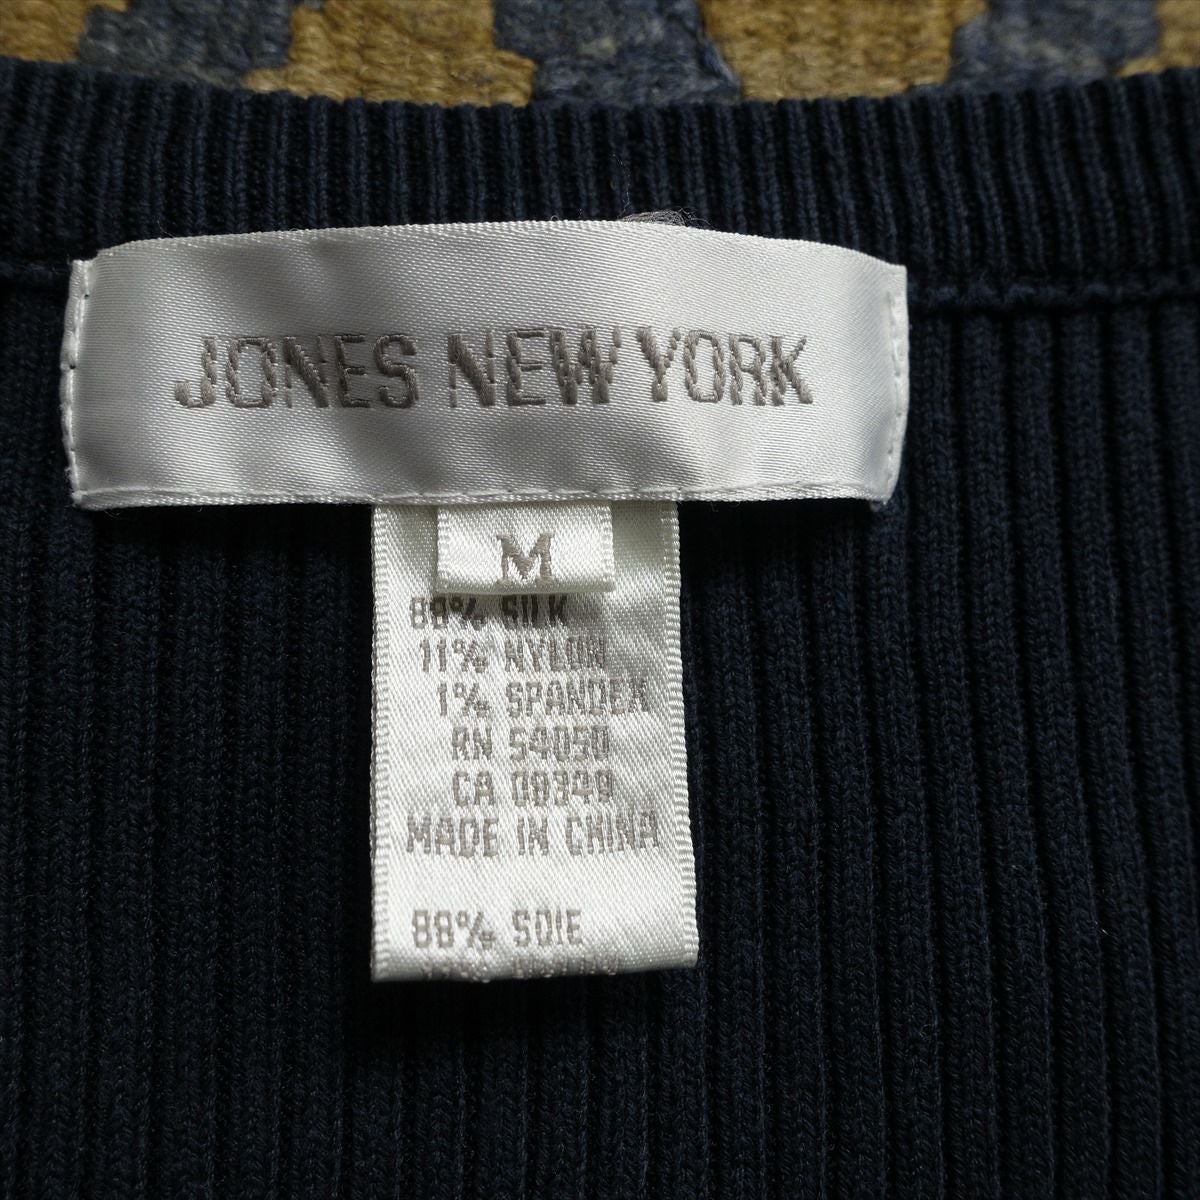 JONES NEW YORK
M
88% SILK
11% NYLON
1% SPANDEX
RN 54050
CA 08349
MADE IN CHINA
88% SOIE